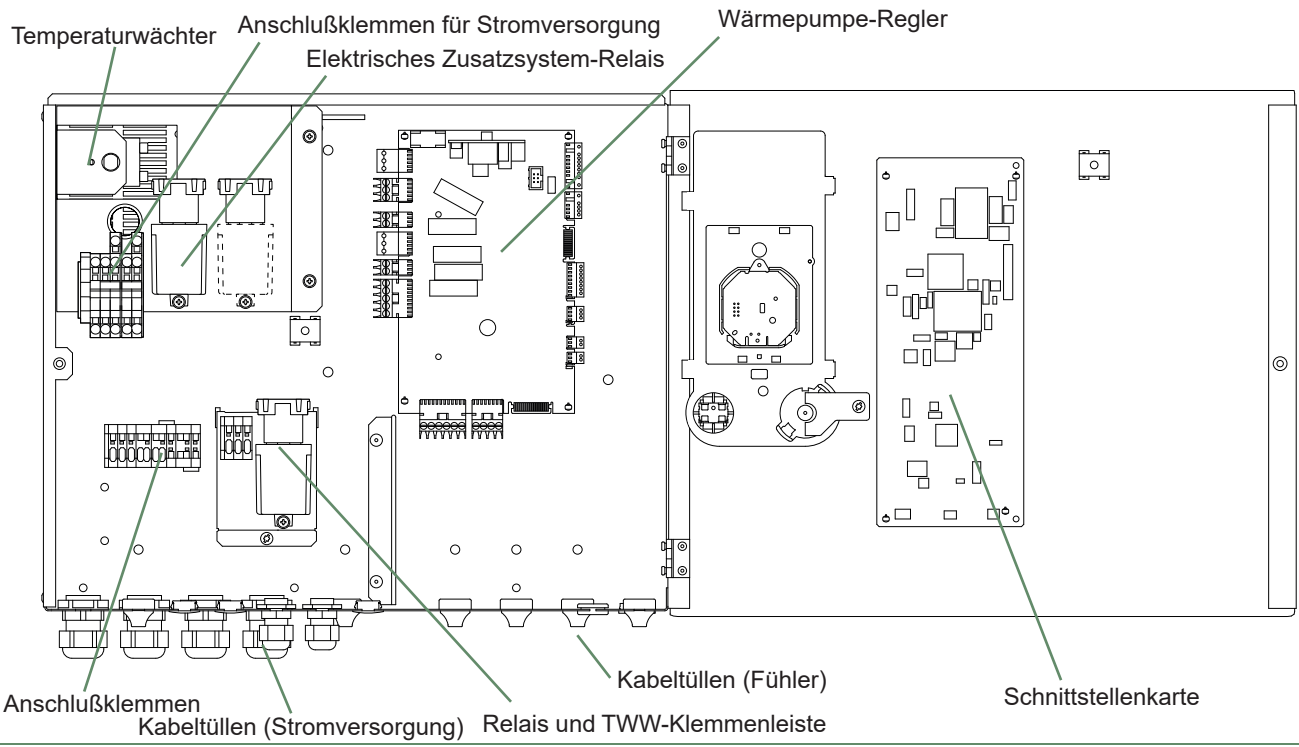 Wärmepumpe-Regler
Anschlußklemmen für Stromversorgung
Temperaturwächter
Elektrisches Zusatzsystem-Relais
Kabeltüllen (Fühler)
Schnittstellenkarte
Anschlußklemmen
Kabeltüllen (Stromversorgung)
Relais und TWW-Klemmenleiste